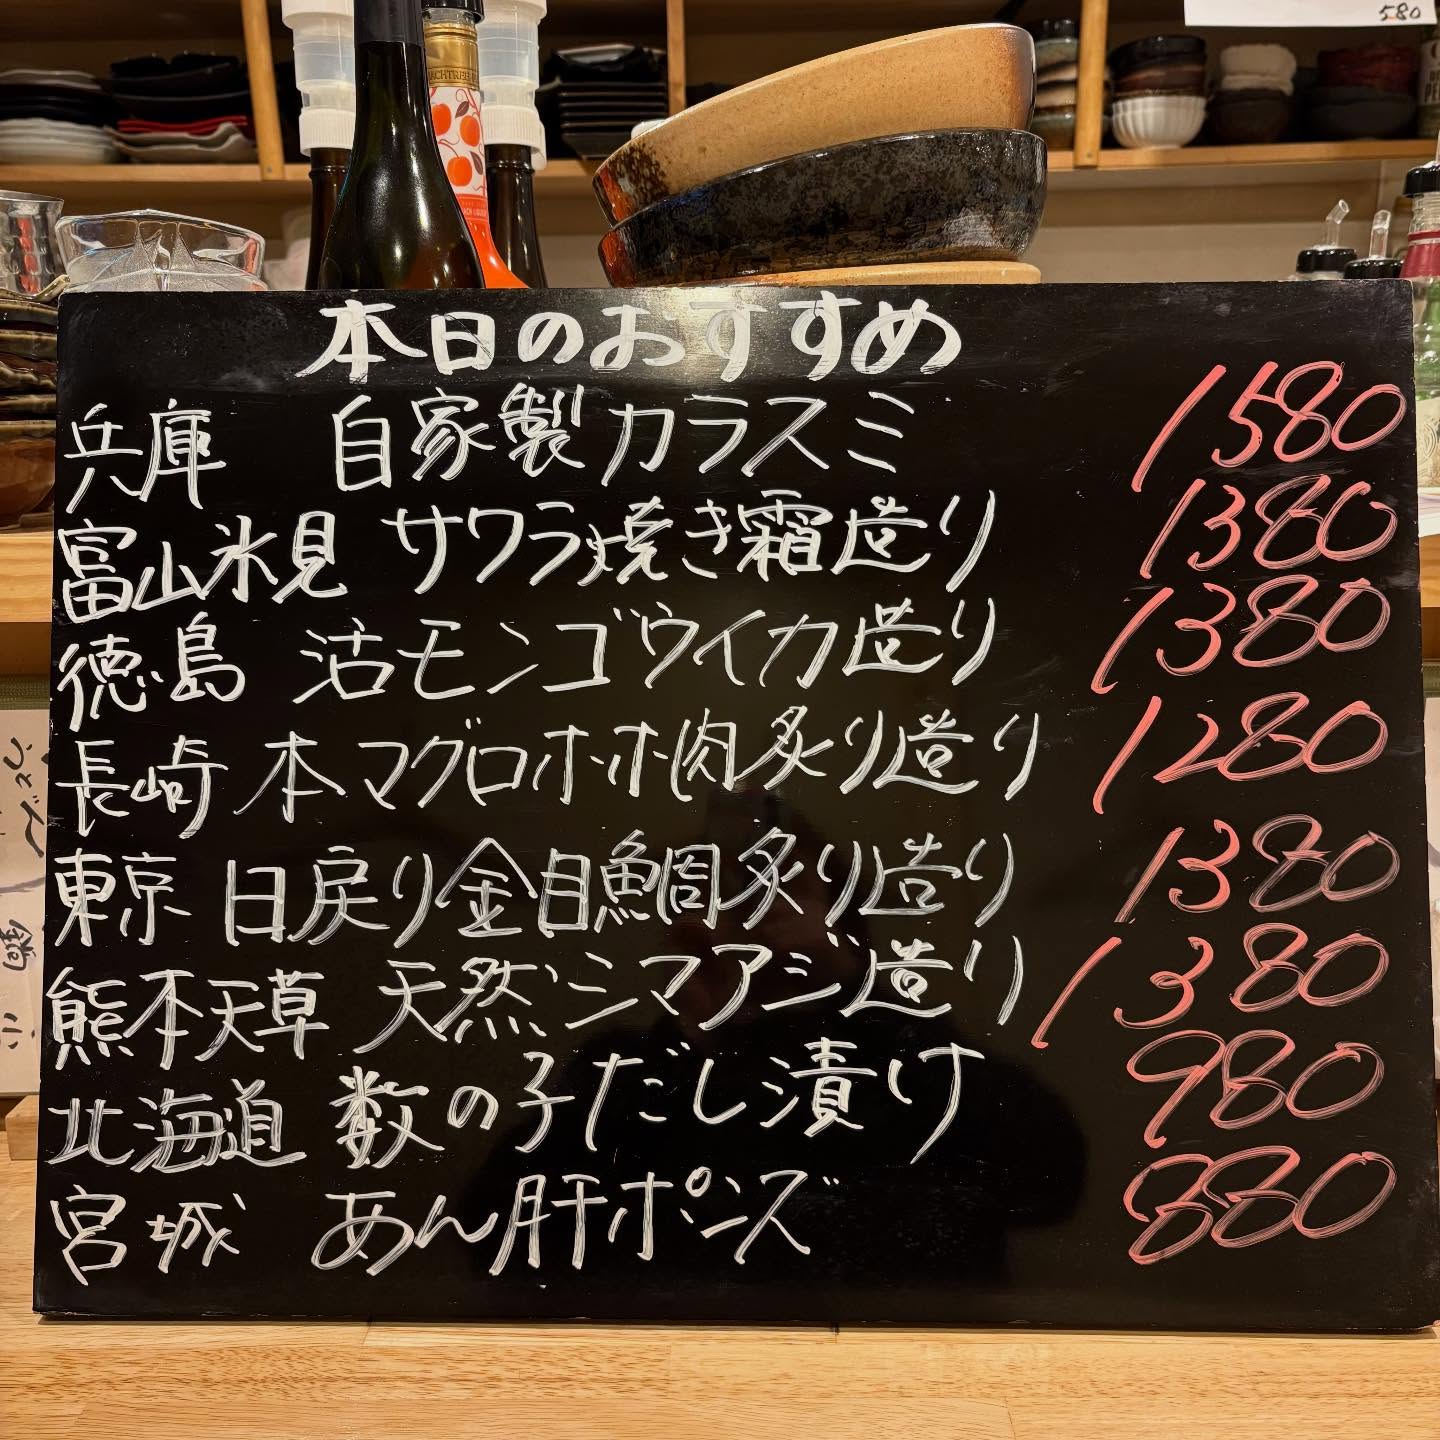 580
本日のおすすめ
兵庫 自家製カラスミ 1580
富山氷見 サワラ焼き霜造り 1380
徳島 活モンゴウイカ造り 1380
長崎 本マグロホホ肉炙り造り 1280
東京 日戻り金目鯛炙り造り 1380
熊本天草 天然シマアジ造り 1380
北海道 数の子だし漬け 980
宮城 あん肝ポンズ 880